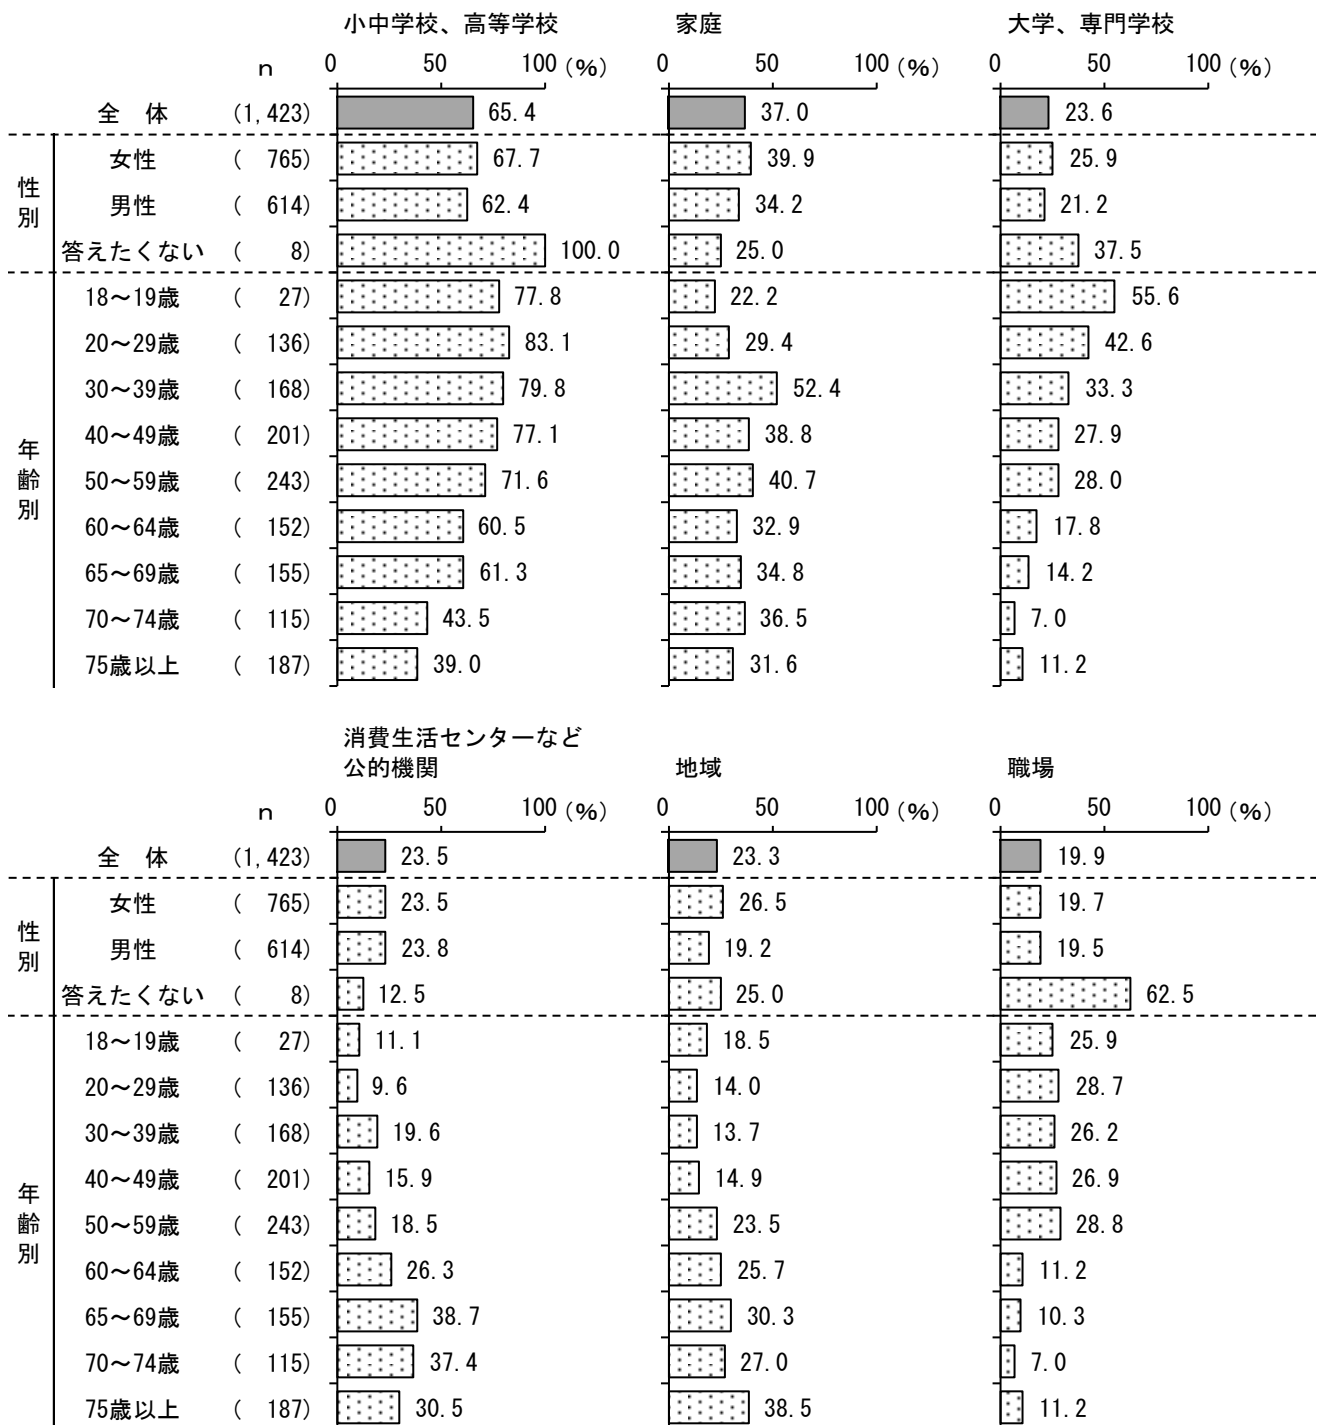 小中学校、高等学校 家庭 大学、専門学校
n 0 50 100 (%) 0 50 100 (%) 0 50 100 (%)
全 体 (1,423) 65.4 37.0 23.6
性別
女性 ( 765) 67.7 39.9 25.9
男性 ( 614) 62.4 34.2 21.2
答えたくない ( 8) 100.0 25.0 37.5
年齢別
18～19歳 ( 27) 77.8 22.2 55.6
20～29歳 ( 136) 83.1 29.4 42.6
30～39歳 ( 168) 79.8 52.4 33.3
40～49歳 ( 201) 77.1 38.8 27.9
50～59歳 ( 243) 71.6 40.7 28.0
60～64歳 ( 152) 60.5 32.9 17.8
65～69歳 ( 155) 61.3 34.8 14.2
70～74歳 ( 115) 43.5 36.5 7.0
75歳以上 ( 187) 39.0 31.6 11.2
消費生活センターなど
公的機関 地域 職場
n 0 50 100 (%) 0 50 100 (%) 0 50 100 (%)
全 体 (1,423) 23.5 23.3 19.9
性別
女性 ( 765) 23.5 26.5 19.7
男性 ( 614) 23.8 19.2 19.5
答えたくない ( 8) 12.5 25.0 62.5
年齢別
18～19歳 ( 27) 11.1 18.5 25.9
20～29歳 ( 136) 9.6 14.0 28.7
30～39歳 ( 168) 19.6 13.7 26.2
40～49歳 ( 201) 15.9 14.9 26.9
50～59歳 ( 243) 18.5 23.5 28.8
60～64歳 ( 152) 26.3 25.7 11.2
65～69歳 ( 155) 38.7 30.3 10.3
70～74歳 ( 115) 37.4 27.0 7.0
75歳以上 ( 187) 30.5 38.5 11.2